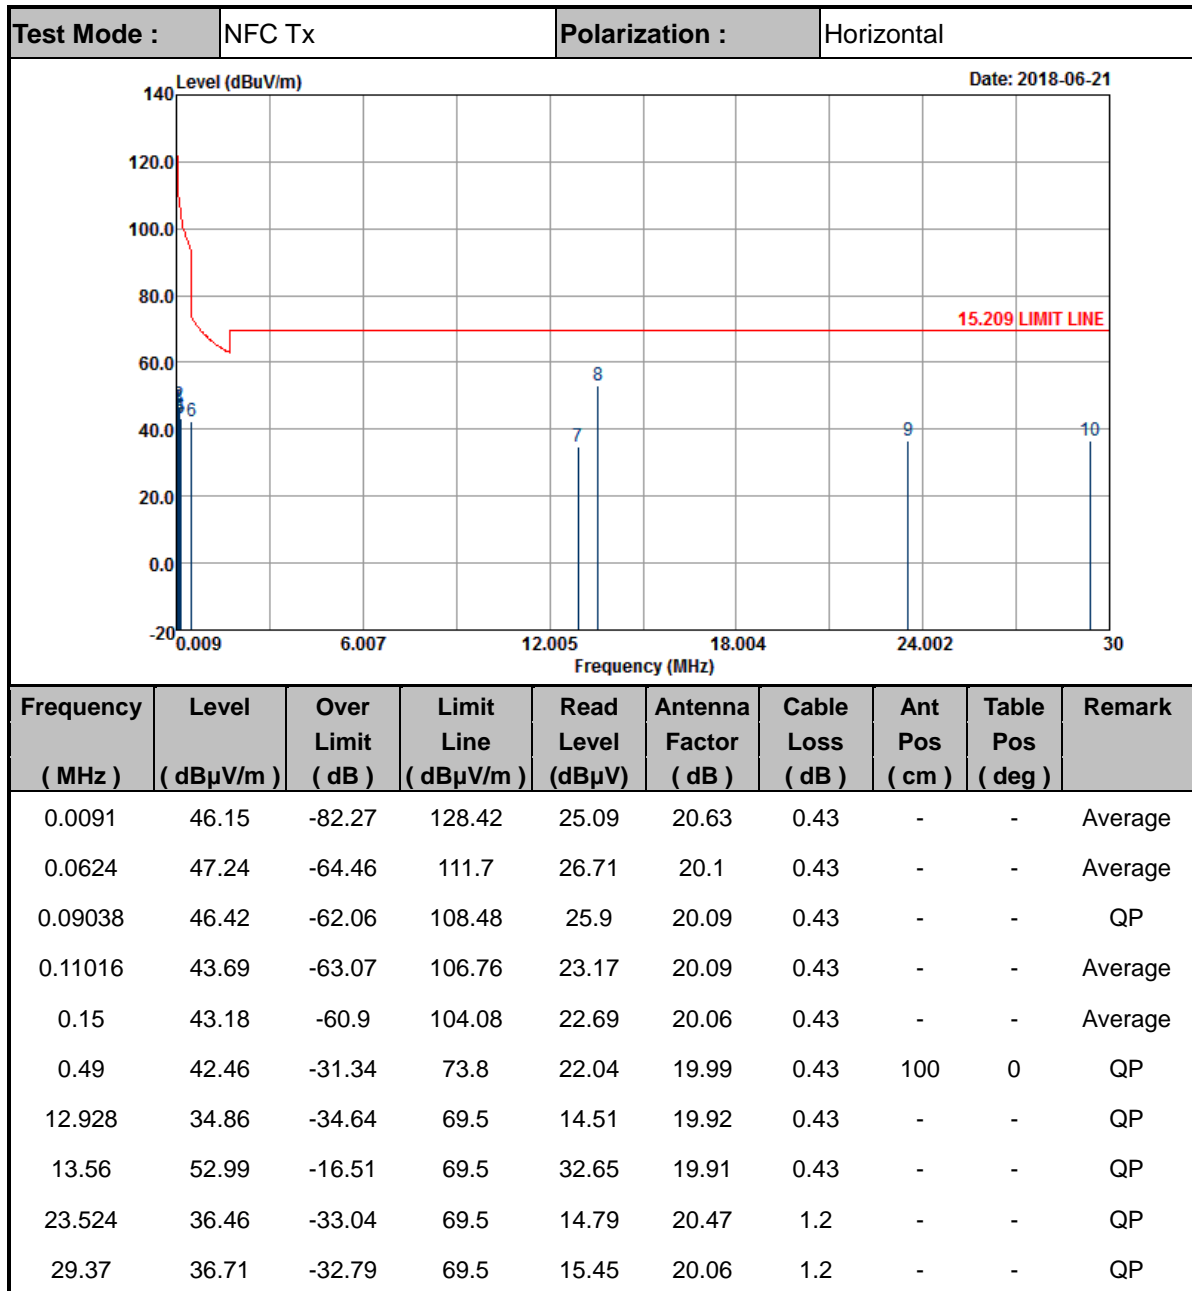 Test Mode : NFC Tx Polarization : Horizontal
Level (dBuV/m) Date: 2018-06-21
140
120.0
100.0
80.0
15.209 LIMIT LINE
60.0
8
6
40.0
7
9
10
20.0
0.0
-20
0.009 6.007 12.005 18.004 24.002 30
Frequency (MHz)
Frequency Level Over Limit Read Antenna Cable Ant Table Remark
Limit Line Level Factor Loss Pos Pos
( MHz ) ( dBµV/m ) ( dB ) ( dBµV/m ) (dBµV) ( dB ) ( dB ) ( cm ) ( deg )
0.0091 46.15 -82.27 128.42 25.09 20.63 0.43 - - Average
0.0624 47.24 -64.46 111.7 26.71 20.1 0.43 - - Average
0.09038 46.42 -62.06 108.48 25.9 20.09 0.43 - - QP
0.11016 43.69 -63.07 106.76 23.17 20.09 0.43 - - Average
0.15 43.18 -60.9 104.08 22.69 20.06 0.43 - - Average
0.49 42.46 -31.34 73.8 22.04 19.99 0.43 100 0 QP
12.928 34.86 -34.64 69.5 14.51 19.92 0.43 - - QP
13.56 52.99 -16.51 69.5 32.65 19.91 0.43 - - QP
23.524 36.46 -33.04 69.5 14.79 20.47 1.2 - - QP
29.37 36.71 -32.79 69.5 15.45 20.06 1.2 - - QP